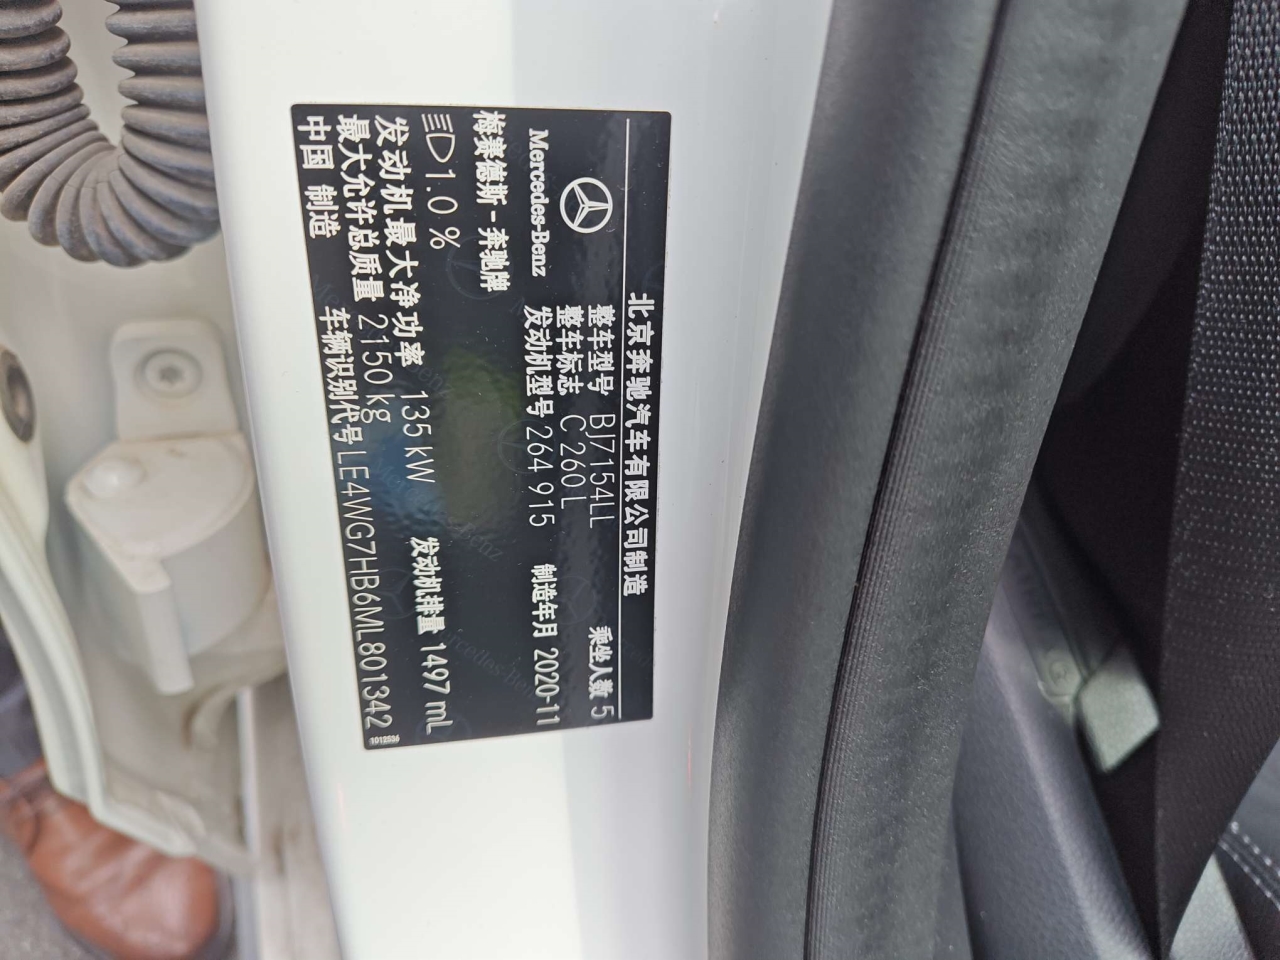 北京奔驰汽车有限公司制造
Mercedes-Benz
整车型号 BJ7154LL
乘坐人数 5
整车标志 C 260 L
发动机型号 264 915
制造年月 2020-11
梅赛德斯-奔驰牌
1.0 %
发动机最大净功率 135 kW
发动机排量 1497 mL
最大允许总质量 2150 kg
中国 制造
车辆识别代号 LE4WG7HB6ML801342
1012536